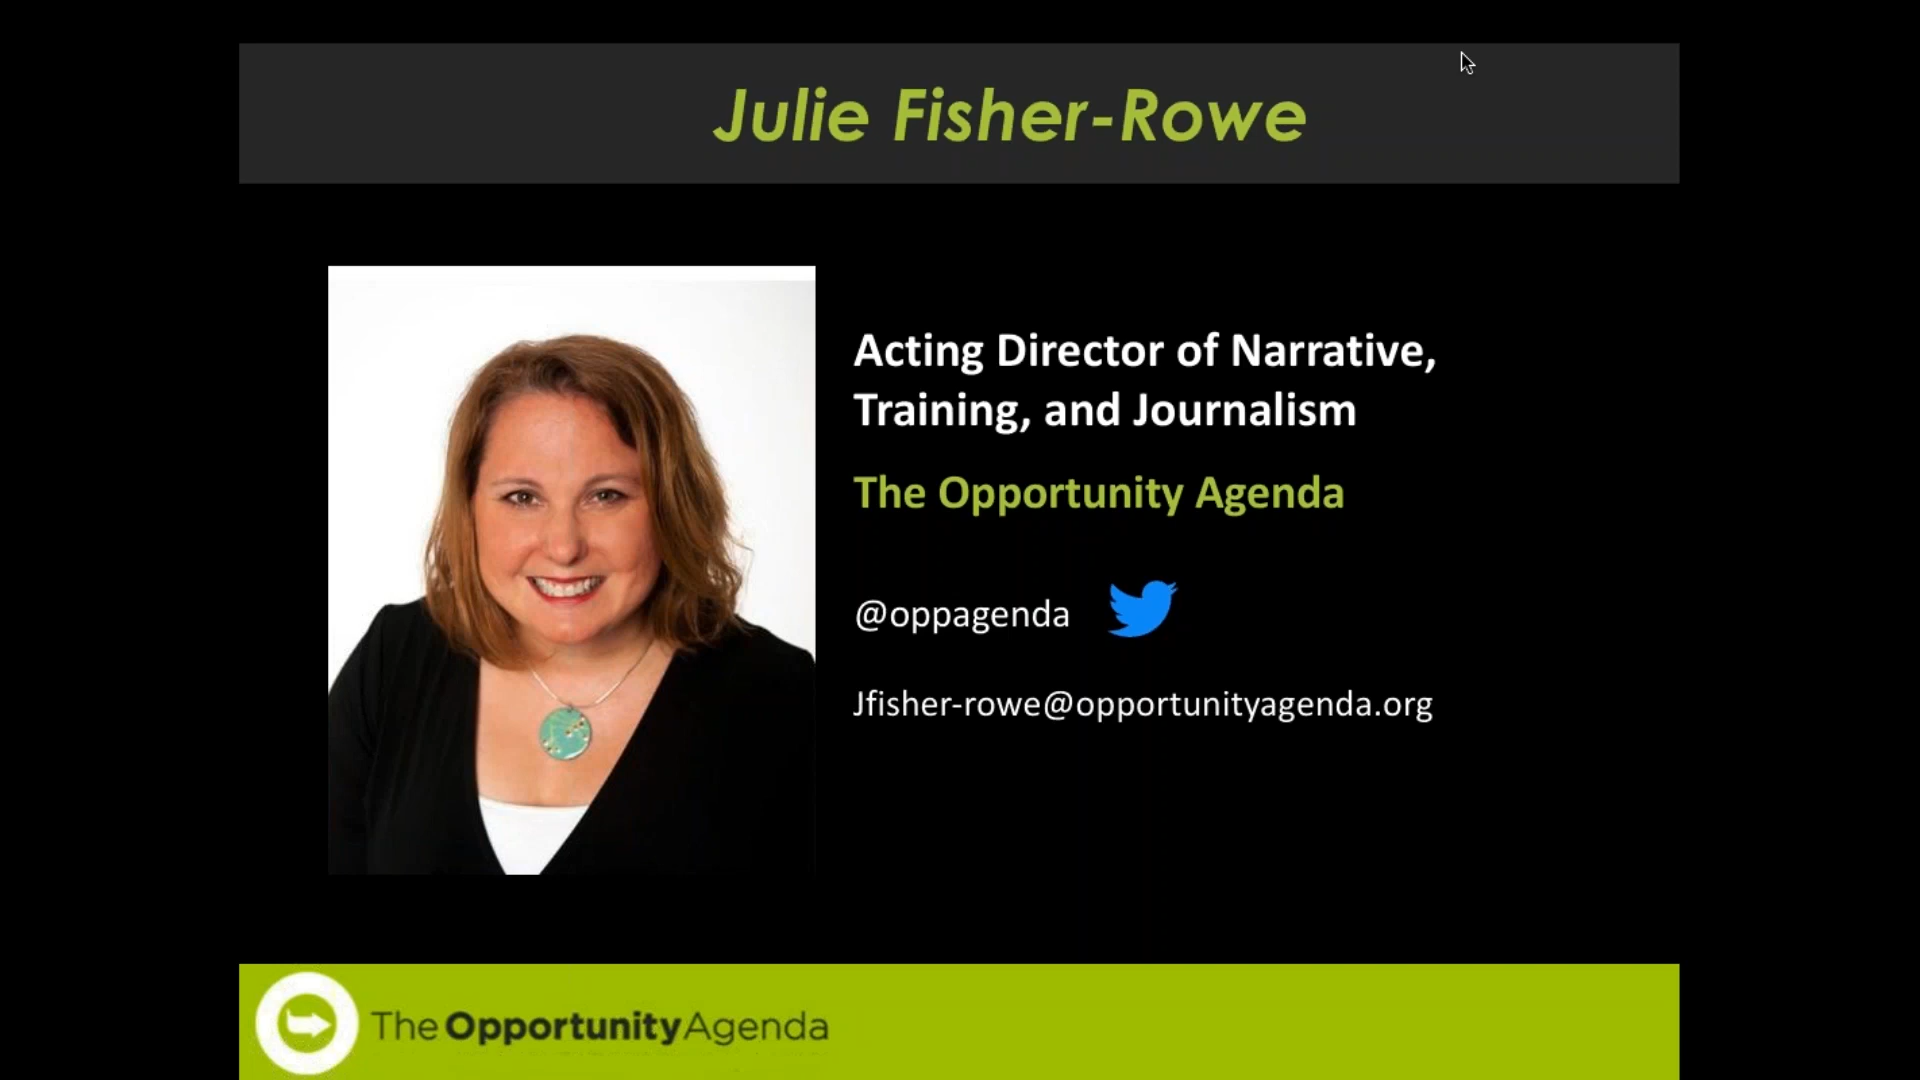 Julie Fisher-Rowe
Acting Director of Narrative,
Training, and Journalism
The Opportunity Agenda
@oppagenda
Jfisher-rowe@opportunityagenda.org
The Opportunity Agenda